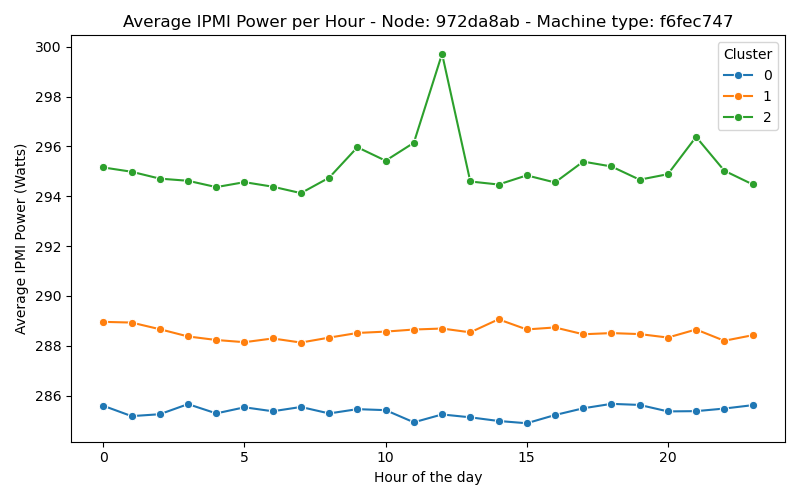 Average IPMI Power per Hour - Node: 972da8ab - Machine type: f6fec747
Cluster
0
1
2
300
298
296
294
292
290
288
286
Average IPMI Power (Watts)
0 5 10 15 20
Hour of the day